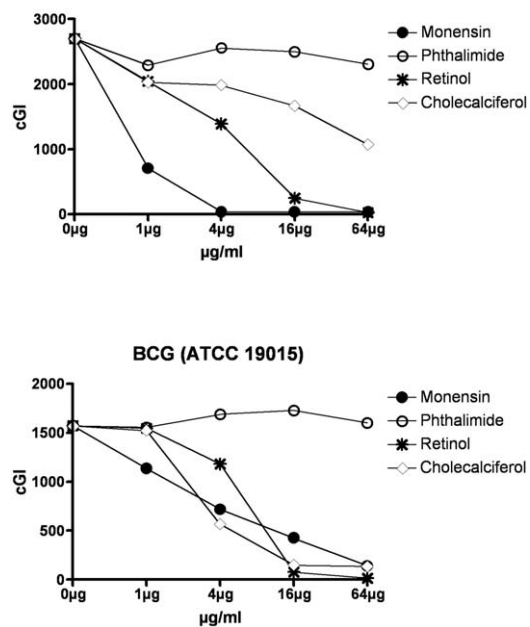 3000
2000
1000
0
cGI
0µg
1µg
4µg
16µg
64µg
µg/ml
Monensin
Phthalimide
Retinol
Cholecalciferol
BCG (ATCC 19015)
2000
1500
1000
500
0
cGI
0µg
1µg
4µg
16µg
64µg
µg/ml
Monensin
Phthalimide
Retinol
Cholecalciferol